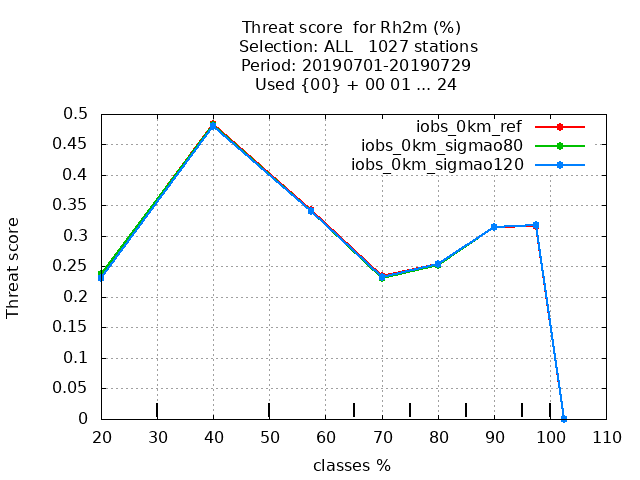 Threat score  for Rh2m (%)
Selection: ALL   1027 stations
Period: 20190701-20190729
Used {00} + 00 01 ... 24
iobs_0km_ref
iobs_0km_sigmao80
iobs_0km_sigmao120
0.5
0.45
0.4
0.35
0.3
0.25
0.2
0.15
0.1
0.05
0
Threat score
20 30 40 50 60 70 80 90 100 110
classes %